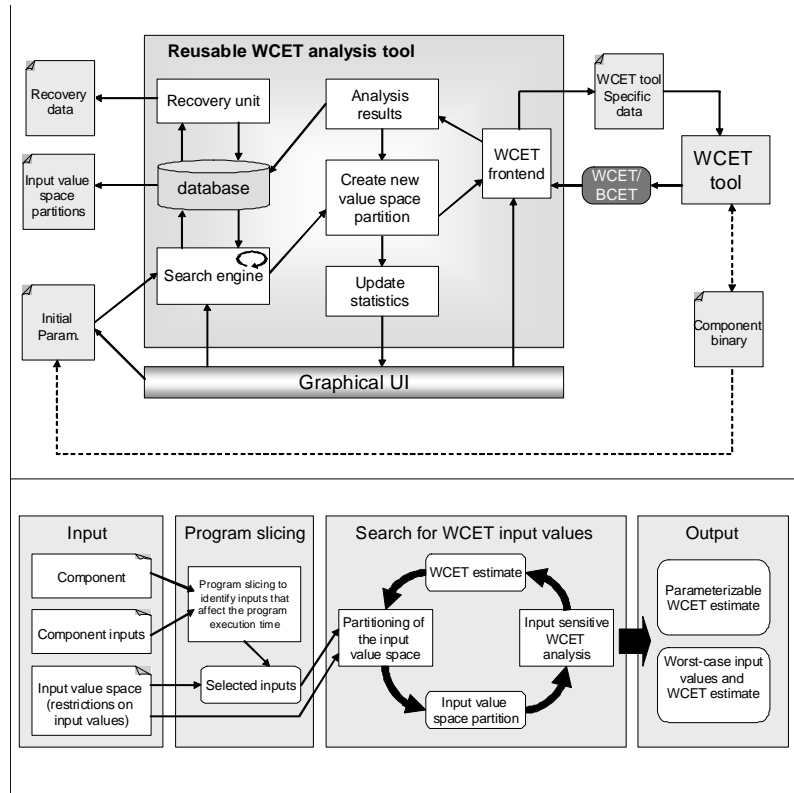 Reusable WCET analysis tool
Recovery
data
Recovery unit
Analysis
results
WCET tool
Specific
data
Input value
space
partitions
database
Create new
value space
partition
WCET
frontend
WCET/
BCET
WCET
tool
Search engine
Update
statistics
Initial
Param.
Component
binary
Graphical UI
Input
Program slicing
Search for WCET input values
Output
Component
Component inputs
Input value space
(restrictions on
input values)
Program slicing to
identify inputs that
affect the program
execution time
Selected inputs
WCET estimate
Partitioning of
the input
value space
Input sensitive
WCET
analysis
Input value
space partition
Parameterizable
WCET estimate
Worst-case input
values and
WCET estimate